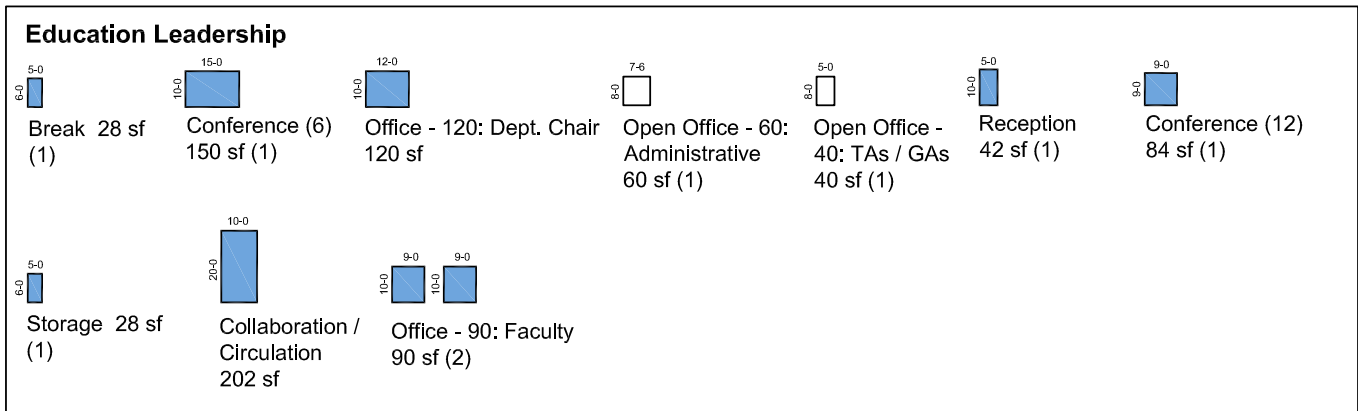 Education Leadership
5-0
6-0
Break 28 sf
(1)
15-0
10-0
Conference (6)
150 sf (1)
12-0
10-0
Office - 120: Dept. Chair
120 sf
7-6
8-0
Open Office - 60:
Administrative
60 sf (1)
5-0
8-0
Open Office -
40: TAs / GAs
40 sf (1)
5-0
10-0
Reception
42 sf (1)
9-0
9-0
Conference (12)
84 sf (1)
5-0
6-0
Storage 28 sf
(1)
10-0
20-0
Collaboration /
Circulation
202 sf
9-0
10-0
9-0
10-0
Office - 90: Faculty
90 sf (2)